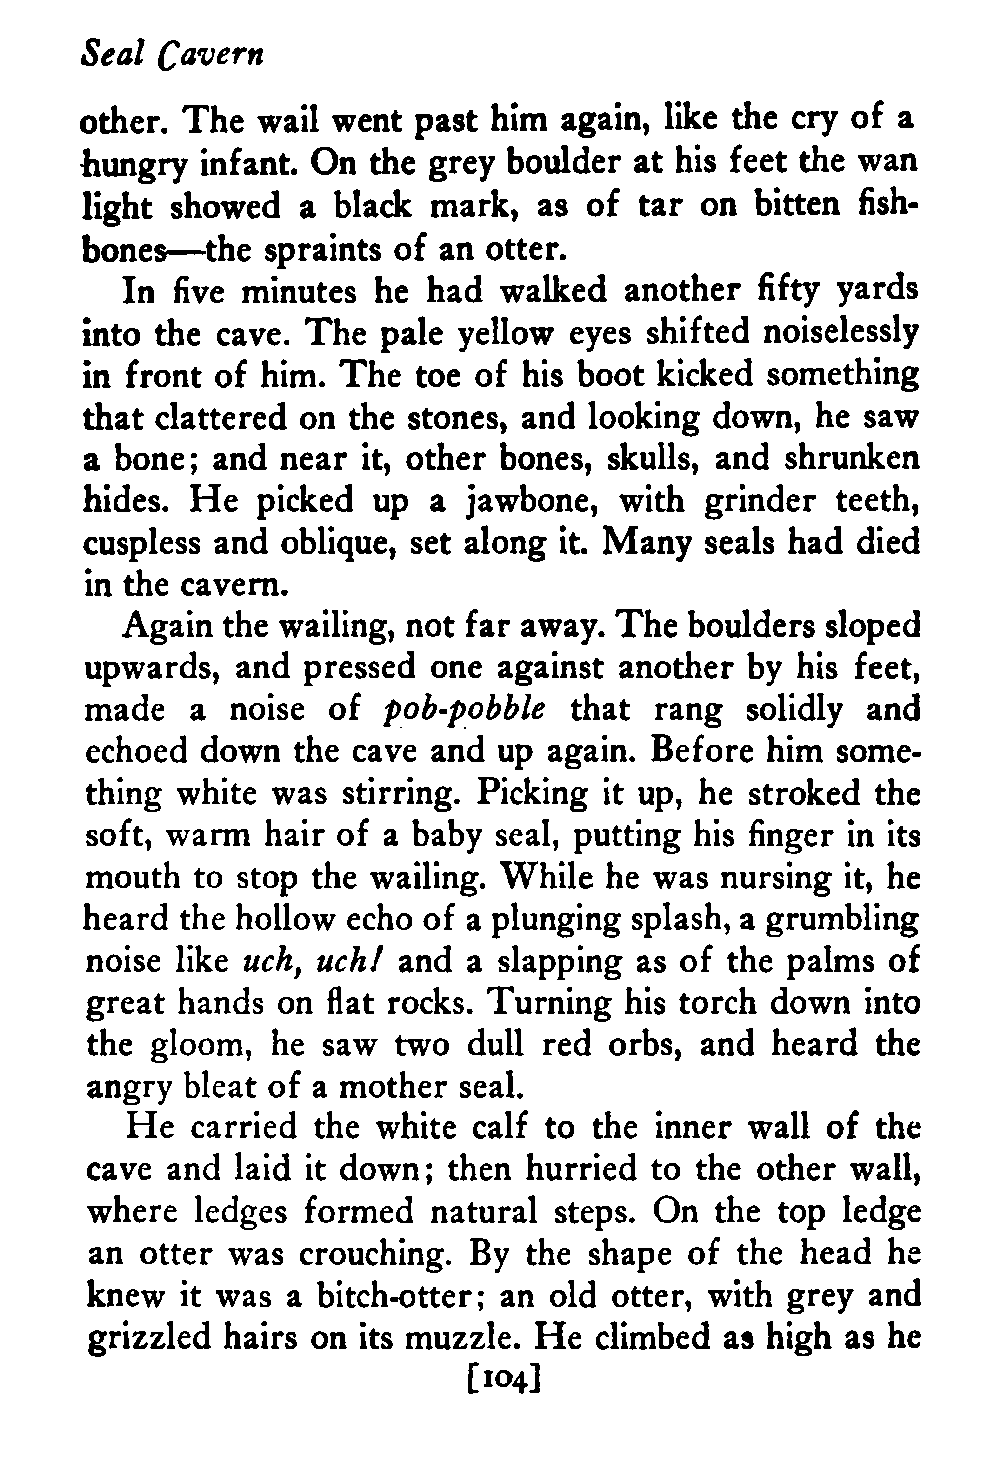 Seal Cavern
other. The wail went past him again, like the cry of a
hungry infant. On the grey boulder at his feet the wan
light showed a black mark, as of tar on bitten fish-
bones—the spraints of an otter.
In five minutes he had walked another fifty yards
into the cave. The pale yellow eyes shifted noiselessly
in front of him. The toe of his boot kicked something
that clattered on the stones, and looking down, he saw
a bone; and near it, other bones, skulls, and shrunken
hides. He picked up a jawbone, with grinder teeth,
cuspless and oblique, set along it. Many seals had died
in the cavern.
Again the wailing, not far away. The boulders sloped
upwards, and pressed one against another by his feet,
made a noise of pob-pobble that rang solidly and
echoed down the cave and up again. Before him some-
thing white was stirring. Picking it up, he stroked the
soft, warm hair of a baby seal, putting his finger in its
mouth to stop the wailing. While he was nursing it, he
heard the hollow echo of a plunging splash, a grumbling
noise like uch, uch! and a slapping as of the palms of
great hands on flat rocks. Turning his torch down into
the gloom, he saw two dull red orbs, and heard the
angry bleat of a mother seal.
He carried the white calf to the inner wall of the
cave and laid it down; then hurried to the other wall,
where ledges formed natural steps. On the top ledge
an otter was crouching. By the shape of the head he
knew it was a bitch-otter; an old otter, with grey and
grizzled hairs on its muzzle. He climbed as high as he
[104]